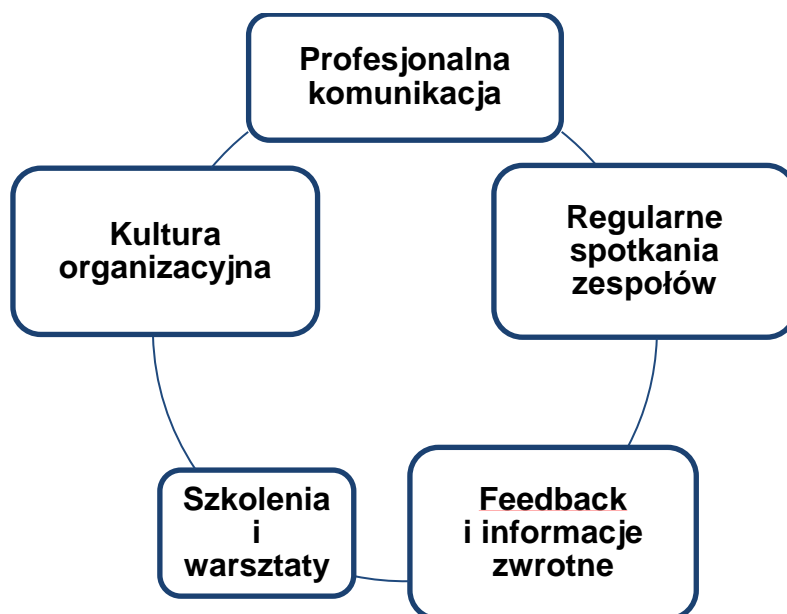 Profesjonalna
komunikacja
Regularne
spotkania
zespołów
Feedback
i informacje
zwrotne
Szkolenia
i
warsztaty
Kultura
organizacyjna